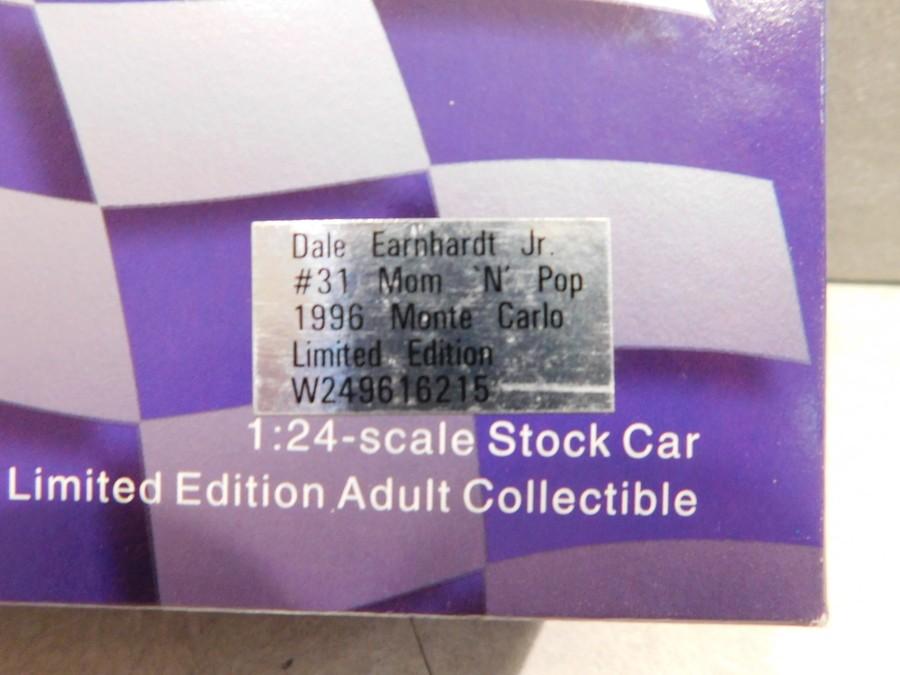 Dale Earnhardt Jr.
#31 Mom `N´ Pop
1996 Monte Carlo
Limited Edition
W249616215
1:24-scale Stock Car
Limited Edition Adult Collectible